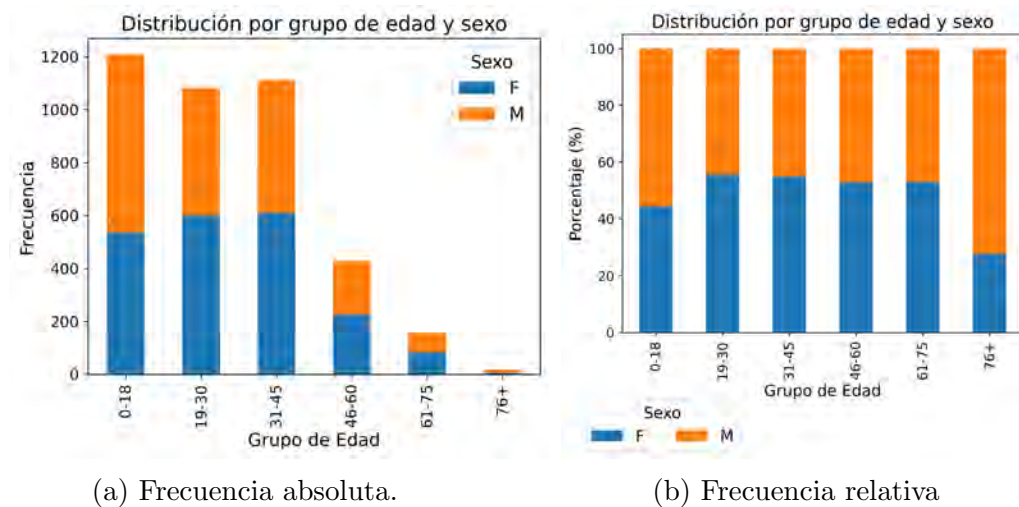 Distribución por grupo de edad y sexo
Frecuencia
1200
1000
800
600
400
200
0
Sexo
F
M
0-18
19-30
31-45
46-60
61-75
76+
Grupo de Edad
(a) Frecuencia absoluta.
Distribución por grupo de edad y sexo
Porcentaje (%)
100
80
60
40
20
0
0-18
19-30
31-45
46-60
61-75
76+
Grupo de Edad
Sexo
F M
(b) Frecuencia relativa